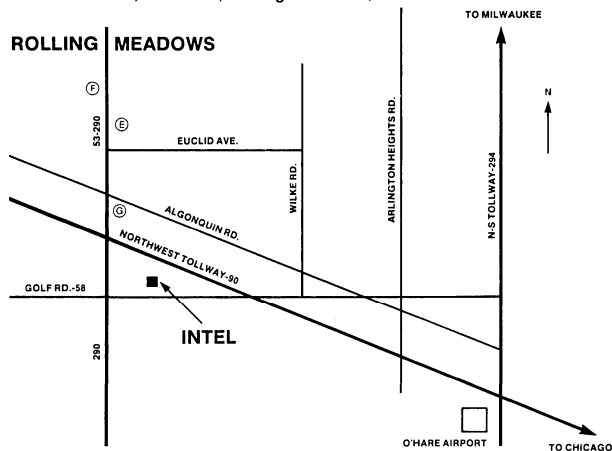 TO MILWAUKEE
ROLLING MEADOWS
N
F
E
53-290
EUCLID AVE.
WILKE RD.
ARLINGTON HEIGHTS RD.
N-S TOLLWAY-294
G
ALGONQUIN RD.
NORTHWEST TOLLWAY-90
GOLF RD.-58
INTEL
290
O'HARE AIRPORT
TO CHICAGO